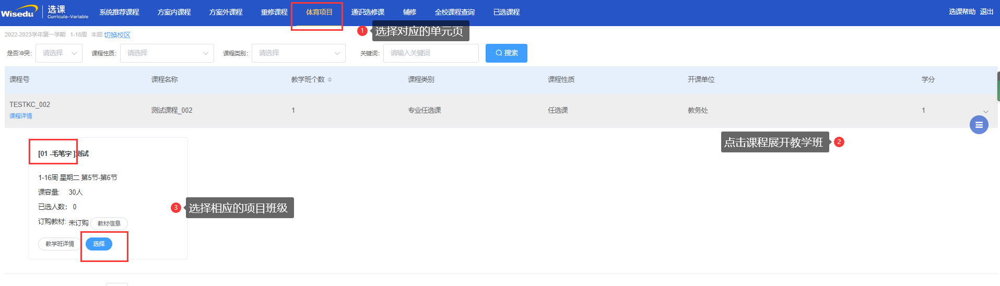 Wisedu 选课 Curricula-Variable 系统推荐课程 方案内课程 方案外课程 重修课程 体育项目 通识选修课 辅修 全校课程查询 已选课程 选课帮助 退出
1 选择对应的单元页
2022-2023学年第一学期 1-18周 本部 切换校区
是否冲突: 请选择 课程性质: 请选择 课程类别: 请选择 关键词: 请输入关键词 搜索
课程号 课程名称 教学班个数 课程类别 课程性质 开课单位 学分
TESTKC_002 测试课程_002 1 专业任选课 任选课 教务处 1
课程详情
点击课程展开教学班 2
[01 -毛笔字 ]测试
1-16周 星期二 第5节-第6节
课容量: 30人
已选人数: 0
3 选择相应的项目班级
订购教材: 未订购 教材信息
教学班详情 选择